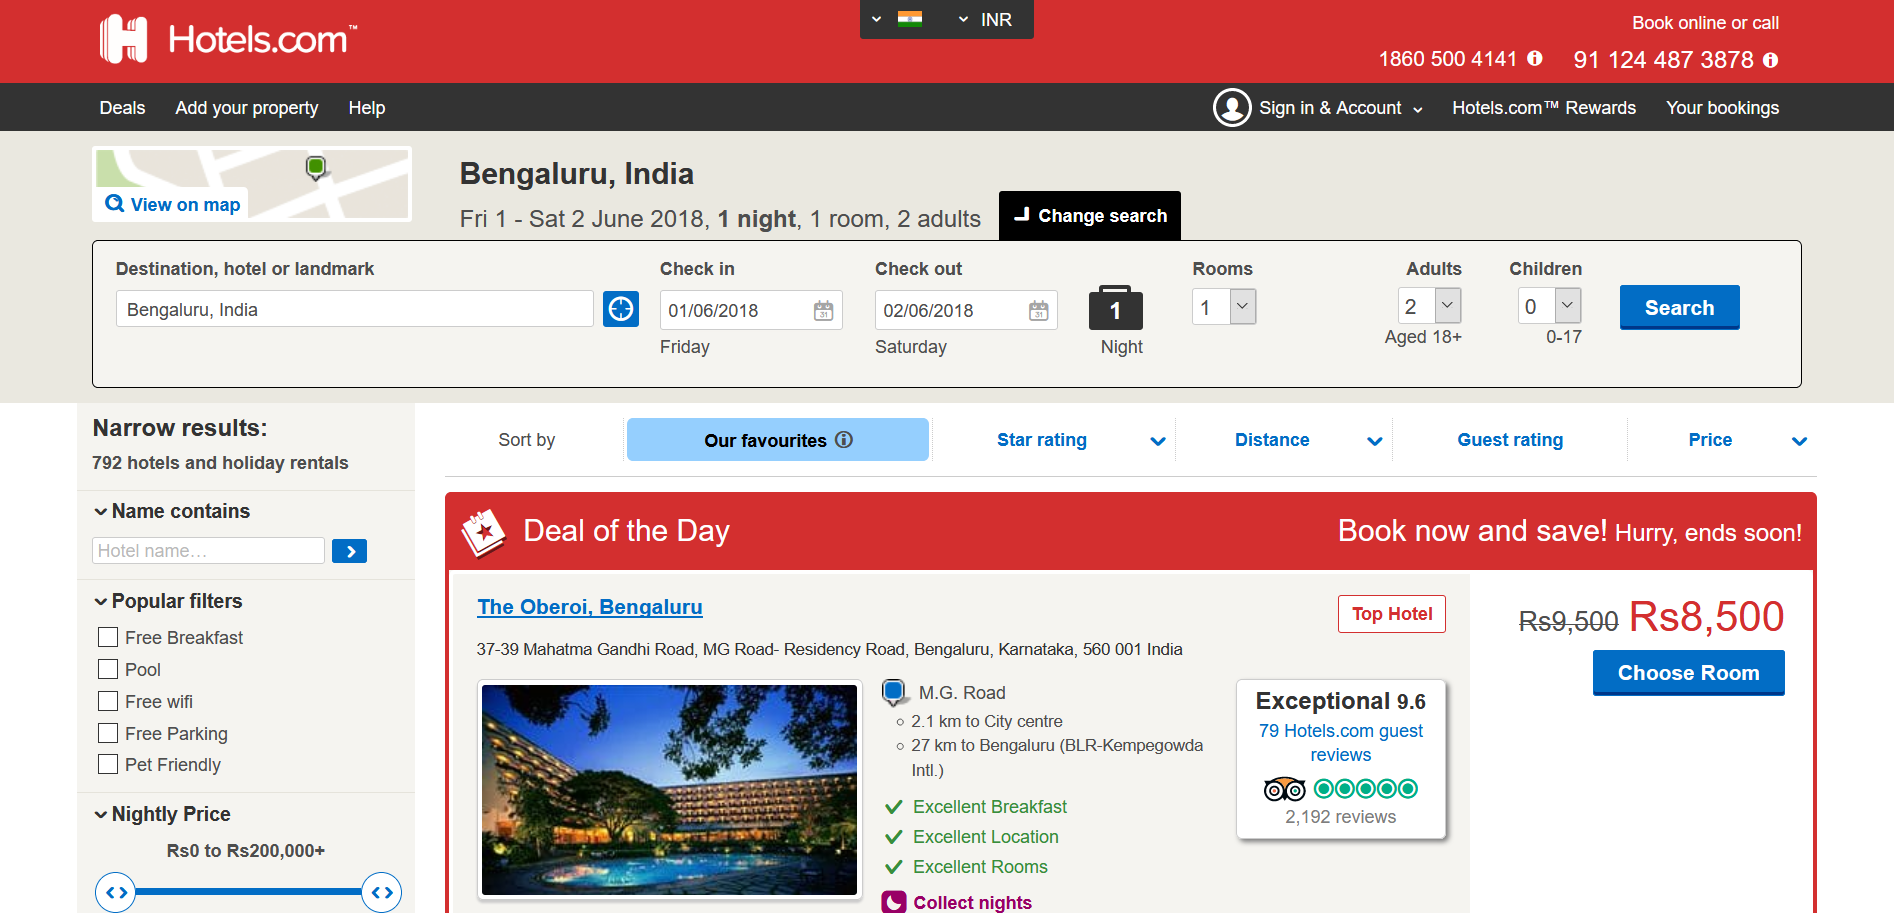 Hotels.com™
INR
Book online or call
1860 500 4141
91 124 487 3878
Deals
Add your property
Help
Sign in & Account
Hotels.com™ Rewards
Your bookings
View on map
Bengaluru, India
Fri 1 - Sat 2 June 2018, 1 night, 1 room, 2 adults
Change search
Destination, hotel or landmark
Bengaluru, India
Check in
01/06/2018
31
Friday
Check out
02/06/2018
31
Saturday
1
Night
Rooms
1
Adults
2
Aged 18+
Children
0
0-17
Search
Narrow results:
792 hotels and holiday rentals
Name contains
Hotel name…
Popular filters
Free Breakfast
Pool
Free wifi
Free Parking
Pet Friendly
Nightly Price
Rs0 to Rs200,000+
Sort by
Our favourites
Star rating
Distance
Guest rating
Price
Deal of the Day
Book now and save! Hurry, ends soon!
The Oberoi, Bengaluru
Top Hotel
37-39 Mahatma Gandhi Road, MG Road- Residency Road, Bengaluru, Karnataka, 560 001 India
M.G. Road
2.1 km to City centre
27 km to Bengaluru (BLR-Kempegowda
Intl.)
Excellent Breakfast
Excellent Location
Excellent Rooms
Collect nights
Exceptional 9.6
79 Hotels.com guest
reviews
2,192 reviews
Rs9,500 Rs8,500
Choose Room